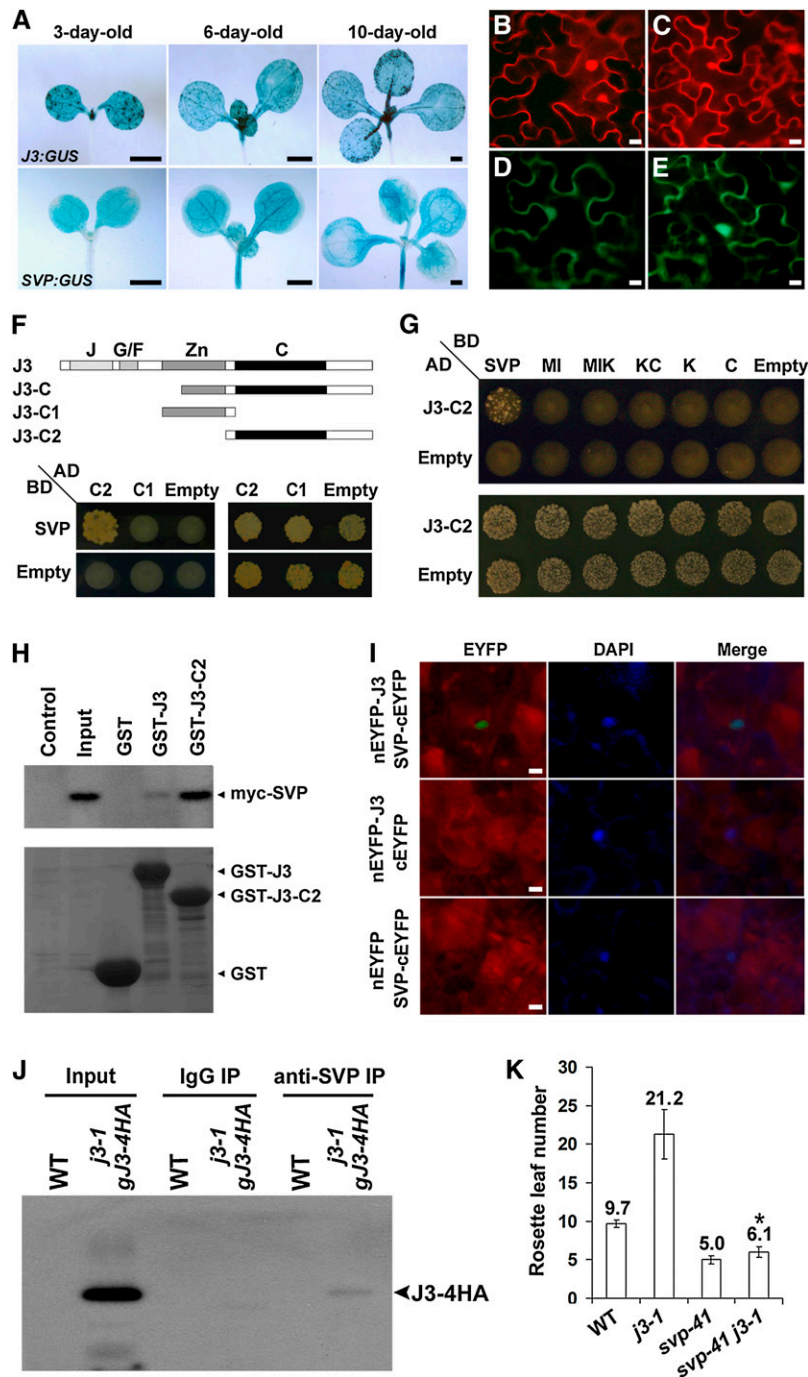 A
3-day-old 6-day-old 10-day-old
J3:GUS
SVP:GUS
B C
D E
F
J G/F Zn C
J3
J3-C
J3-C1
J3-C2
AD
BD C2 C1 Empty C2 C1 Empty
SVP
Empty
G
BD
AD SVP MI MIK KC K C Empty
J3-C2
Empty
J3-C2
Empty
H
Control Input GST GST-J3 GST-J3-C2
myc-SVP
GST-J3
GST-J3-C2
GST
I
EYFP DAPI Merge
nEYFP-J3
SVP-cEYFP
nEYFP-J3
cEYFP
nEYFP
SVP-cEYFP
J
Input IgG IP anti-SVP IP
WT j3-1 gJ3-4HA WT j3-1 gJ3-4HA WT j3-1 gJ3-4HA
J3-4HA
K
Rosette leaf number
30
25
20
15
10
5
0
9.7
21.2
5.0
*
6.1
WT j3-1 svp-41 svp-41 j3-1